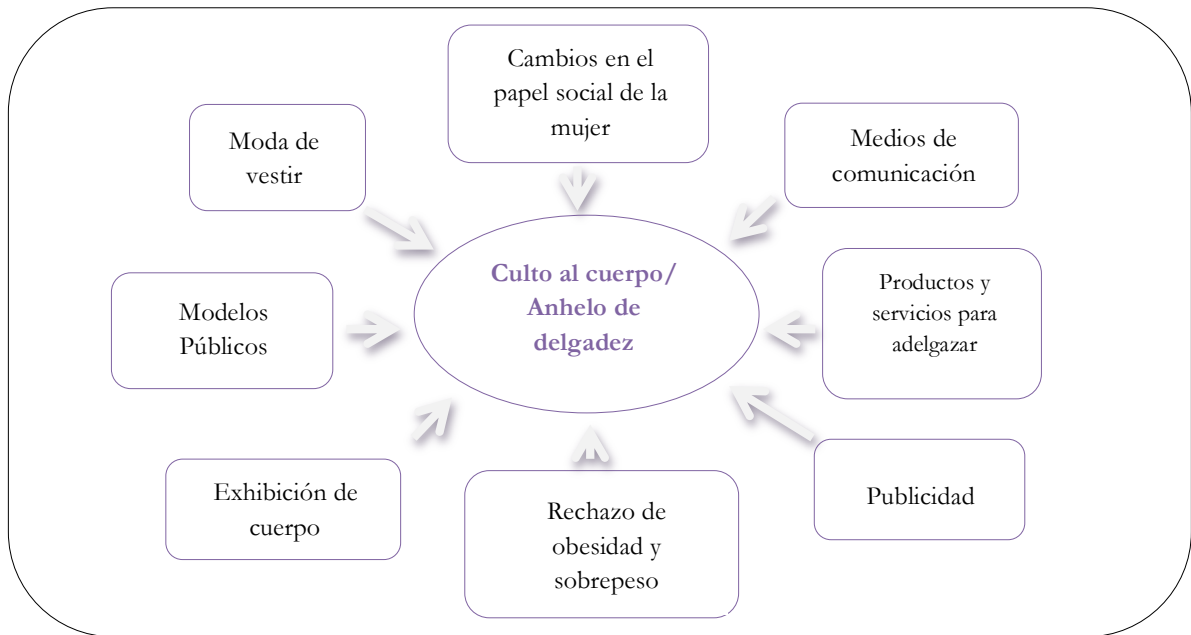 Cambios en el
papel social de la
mujer
Moda de
vestir
Medios de
comunicación
Culto al cuerpo/
Anhelo de
delgadez
Modelos
Públicos
Productos y
servicios para
adelgazar
Exhibición de
cuerpo
Rechazo de
obesidad y
sobrepeso
Publicidad